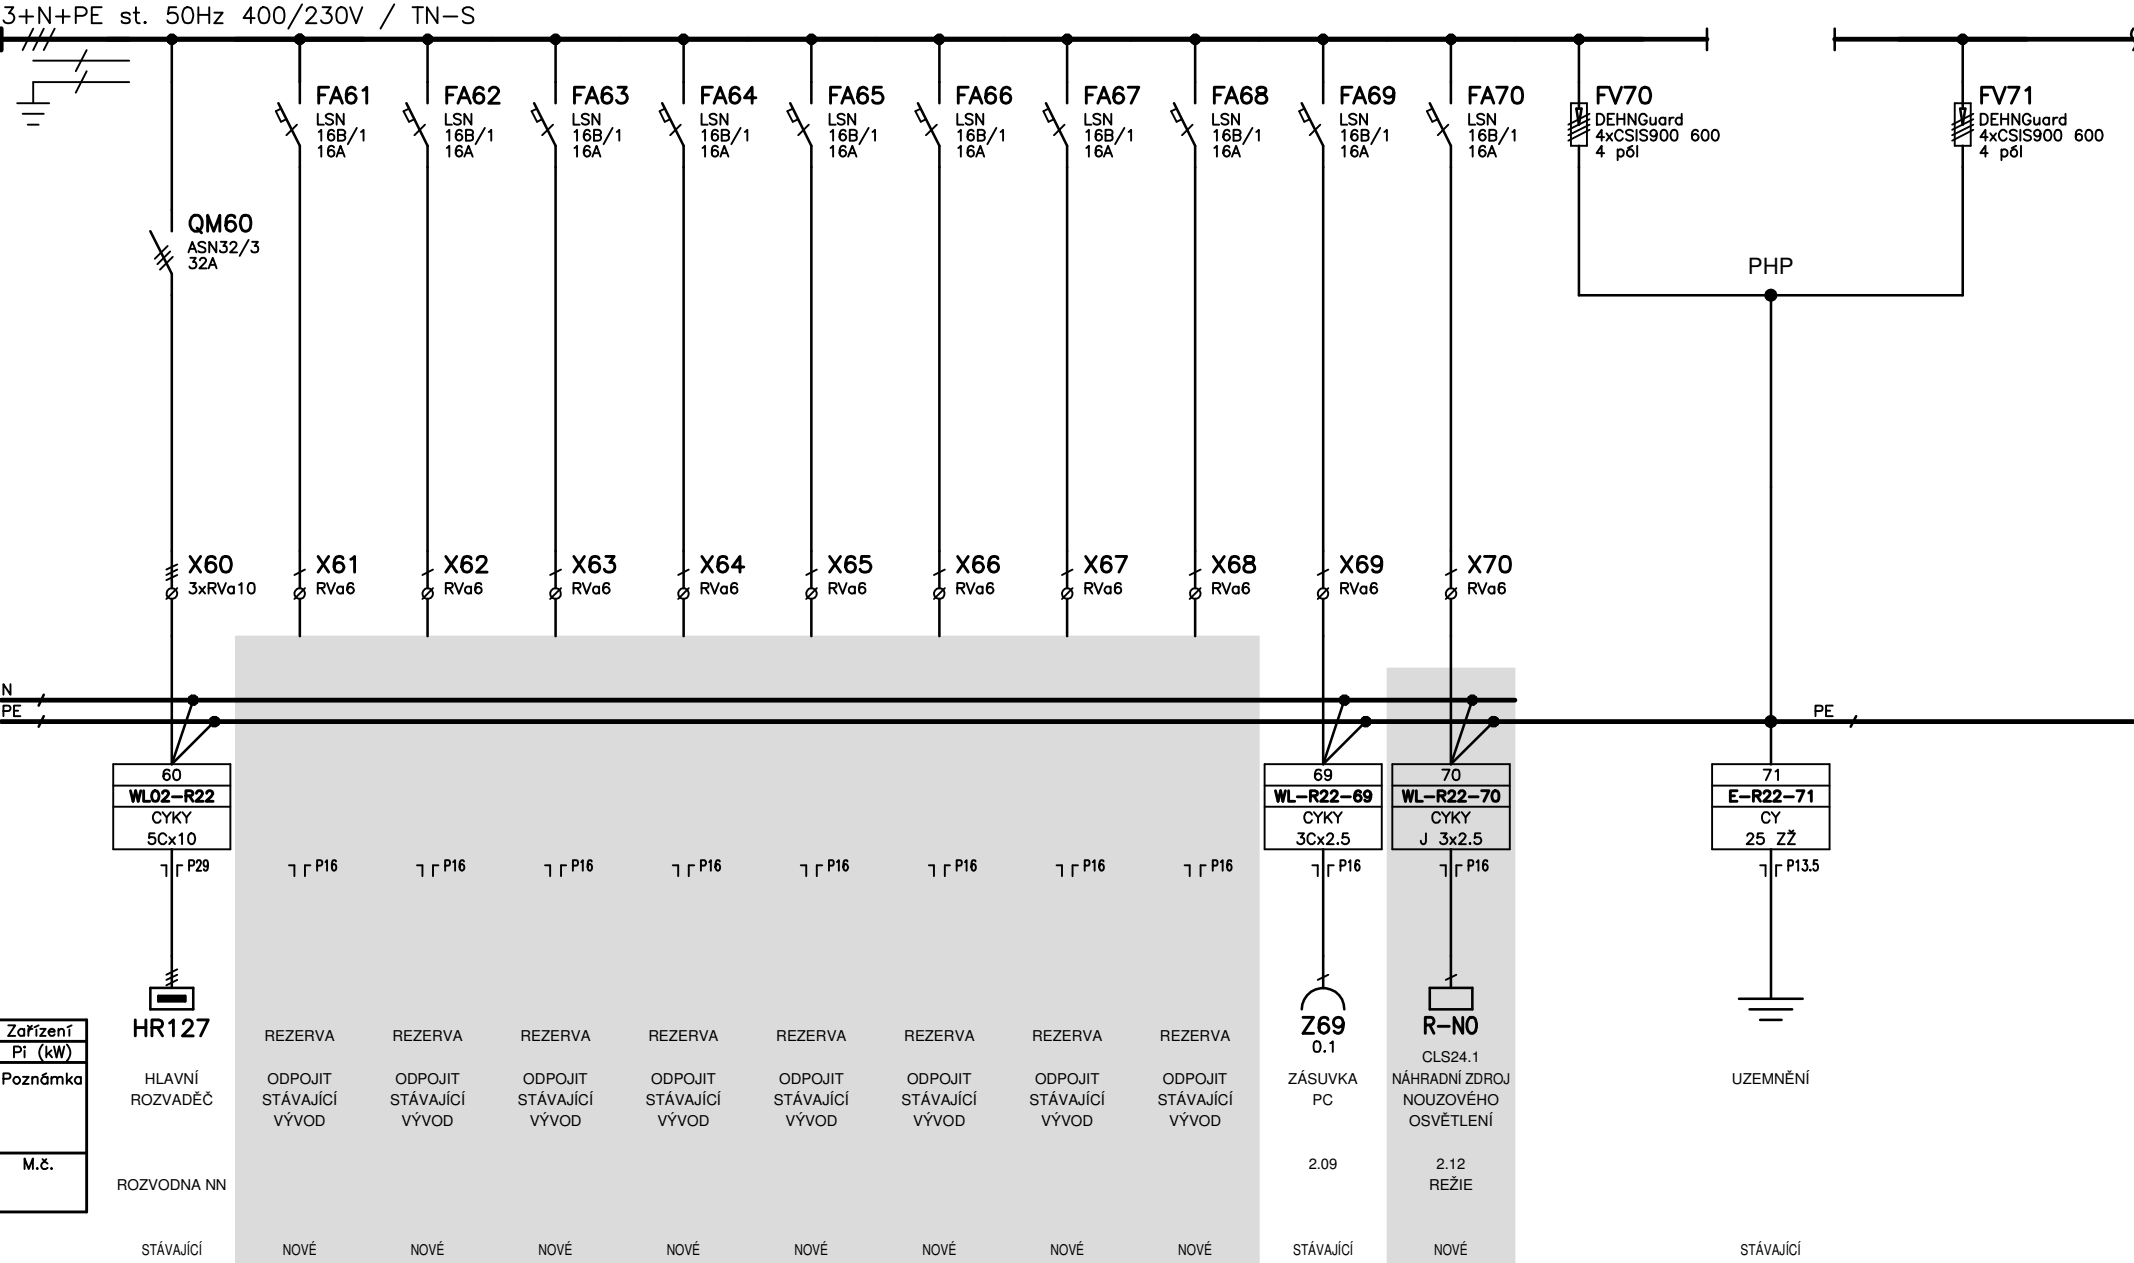 3+N+PE st. 50Hz 400/230V / TN-S
FA61
LSN
16B/1
16A
FA62
LSN
16B/1
16A
FA63
LSN
16B/1
16A
FA64
LSN
16B/1
16A
FA65
LSN
16B/1
16A
FA66
LSN
16B/1
16A
FA67
LSN
16B/1
16A
FA68
LSN
16B/1
16A
FA69
LSN
16B/1
16A
FA70
LSN
16B/1
16A
FV70
DEHNGuard
4xCSIS900 600
4 pól
FV71
DEHNGuard
4xCSIS900 600
4 pól
QM60
ASN32/3
32A
PHP
X60
3xRVa10
X61
RVa6
X62
RVa6
X63
RVa6
X64
RVa6
X65
RVa6
X66
RVa6
X67
RVa6
X68
RVa6
X69
RVa6
X70
RVa6
N
PE
PE
60
WL02-R22
CYKY
5Cx10
69
WL-R22-69
CYKY
3Cx2.5
70
WL-R22-70
CYKY
J 3x2.5
71
E-R22-71
CY
25 ZŽ
P29
P16
P16
P16
P16
P16
P16
P16
P16
P16
P16
P13.5
Zařízení
Pi (kW)
Poznámka
M.č.
HR127
HLAVNÍ
ROZVADĚČ
ROZVODNA NN
STÁVAJÍCÍ
REZERVA
ODPOJIT
STÁVAJÍCÍ
VÝVOD
NOVÉ
REZERVA
ODPOJIT
STÁVAJÍCÍ
VÝVOD
NOVÉ
REZERVA
ODPOJIT
STÁVAJÍCÍ
VÝVOD
NOVÉ
REZERVA
ODPOJIT
STÁVAJÍCÍ
VÝVOD
NOVÉ
REZERVA
ODPOJIT
STÁVAJÍCÍ
VÝVOD
NOVÉ
REZERVA
ODPOJIT
STÁVAJÍCÍ
VÝVOD
NOVÉ
REZERVA
ODPOJIT
STÁVAJÍCÍ
VÝVOD
NOVÉ
REZERVA
ODPOJIT
STÁVAJÍCÍ
VÝVOD
NOVÉ
Z69
0.1
ZÁSUVKA
PC
2.09
STÁVAJÍCÍ
R-N0
CLS24.1
NÁHRADNÍ ZDROJ
NOUZOVÉHO
OSVĚTLENÍ
2.12
REŽIE
NOVÉ
UZEMNĚNÍ
STÁVAJÍCÍ